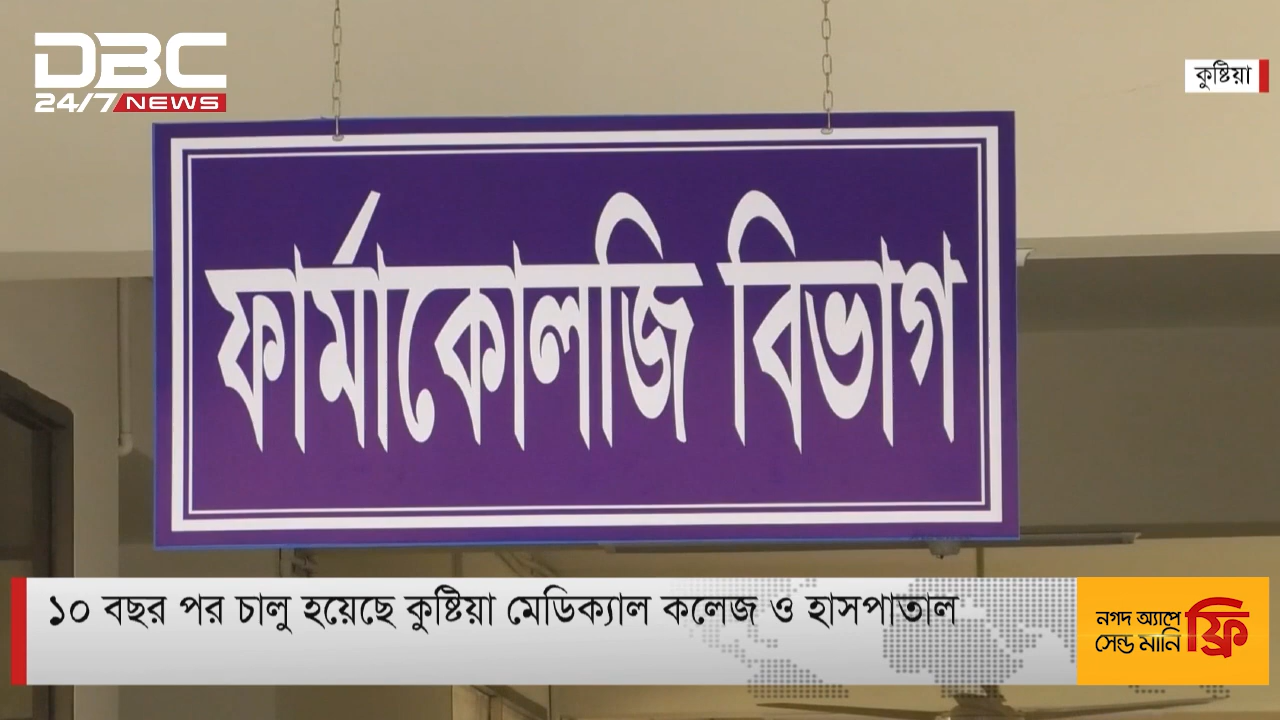 DBC
24/7 NEWS
কুষ্টিয়া
ফার্মাকোলজি বিভাগ
১০ বছর পর চালু হয়েছে কুষ্টিয়া মেডিক্যাল কলেজ ও হাসপাতাল
নগদ অ্যাপে
সেন্ড মানি
ফ্রি